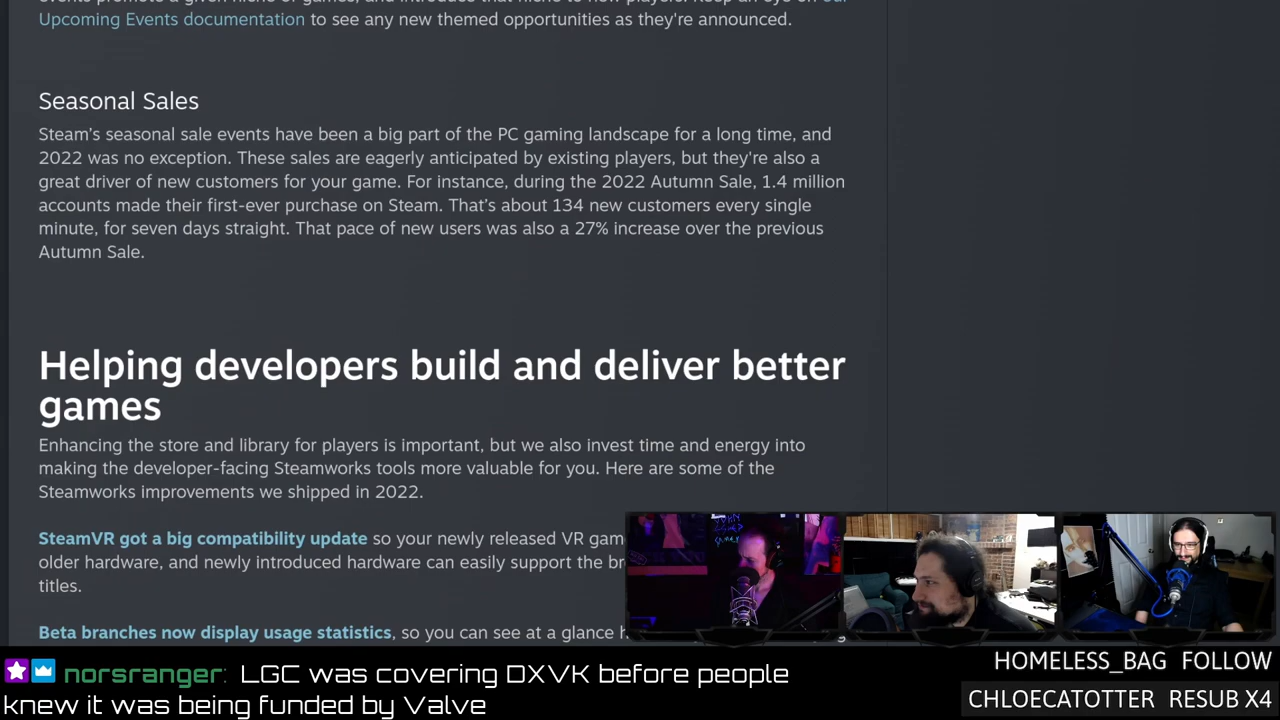 Upcoming Events documentation to see any new themed opportunities as they're announced.
Seasonal Sales
Steam's seasonal sale events have been a big part of the PC gaming landscape for a long time, and
2022 was no exception. These sales are eagerly anticipated by existing players, but they're also a
great driver of new customers for your game. For instance, during the 2022 Autumn Sale, 1.4 million
accounts made their first-ever purchase on Steam. That's about 134 new customers every single
minute, for seven days straight. That pace of new users was also a 27% increase over the previous
Autumn Sale.
Helping developers build and deliver better
games
Enhancing the store and library for players is important, but we also invest time and energy into
making the developer-facing Steamworks tools more valuable for you. Here are some of the
Steamworks improvements we shipped in 2022.
SteamVR got a big compatibility update so your newly released VR gam
older hardware, and newly introduced hardware can easily support the br
titles.
Beta branches now display usage statistics, so you can see at a glance h
norsranger: LGC was covering DXVK before people
knew it was being funded by Valve
HOMELESS_BAG FOLLOW
CHLOECATOTTER RESUB X4